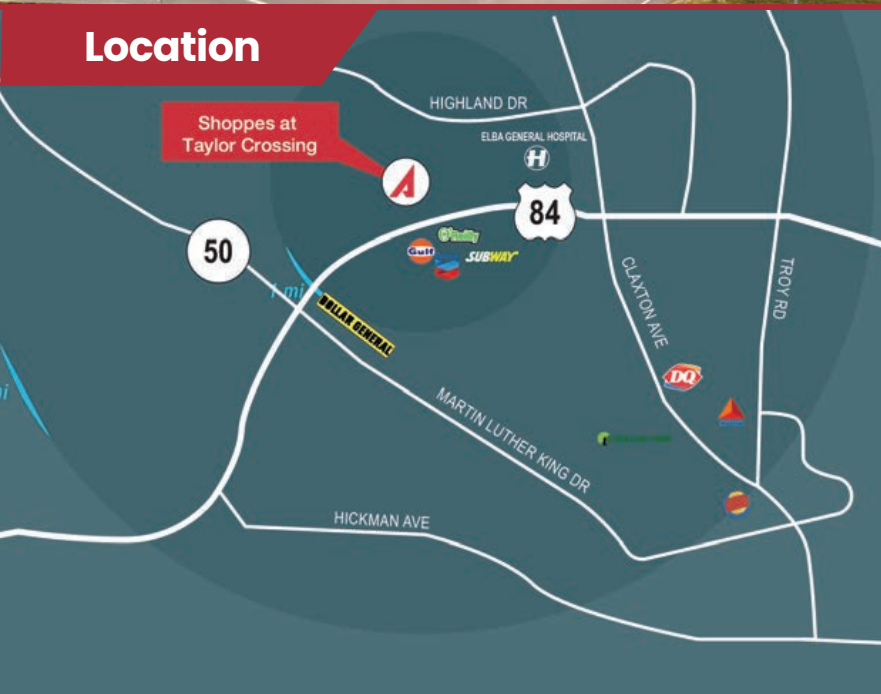 Location
HIGHLAND DR
Shoppes at
Taylor Crossing
ELBA GENERAL HOSPITAL
H
84
50
O'Reilly
Gulf
SUBWAY
CLAXTON AVE
TROY RD
1 mi
DOLLAR GENERAL
DQ
MARTIN LUTHER KING DR
HICKMAN AVE